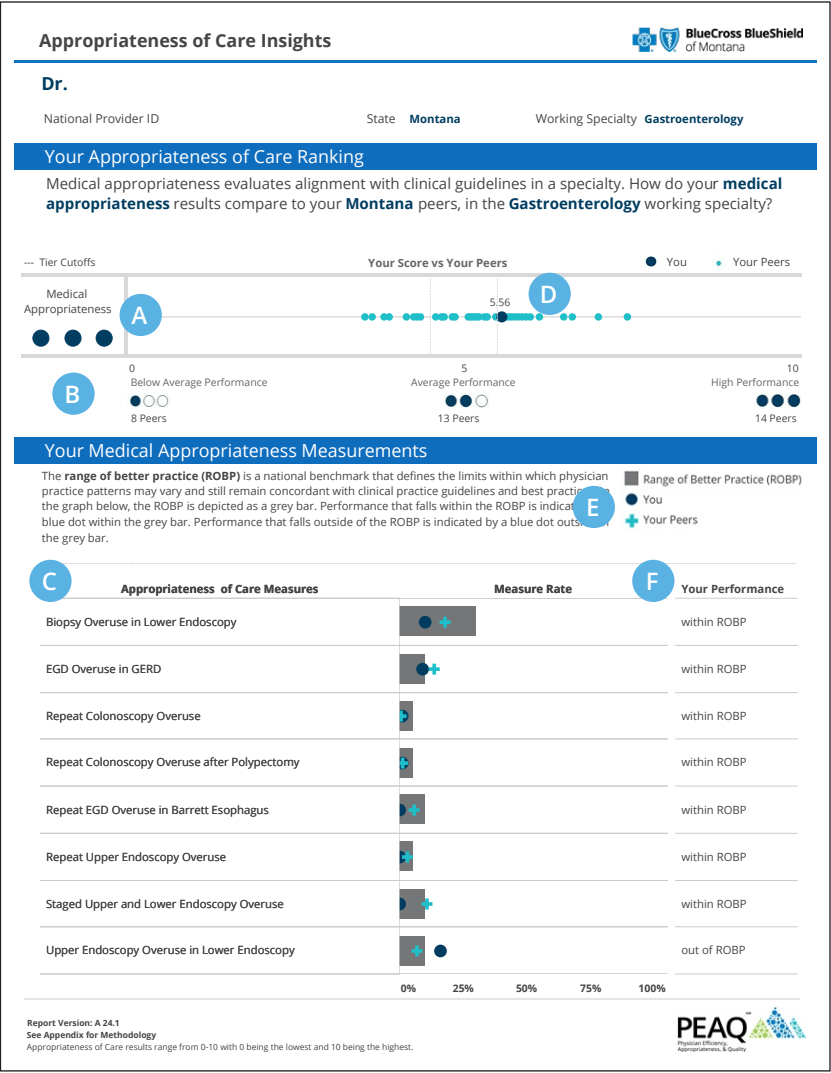 Appropriateness of Care Insights
BlueCross BlueShield
of Montana
Dr.
National Provider ID
State Montana
Working Specialty Gastroenterology
Your Appropriateness of Care Ranking
Medical appropriateness evaluates alignment with clinical guidelines in a specialty. How do your medical
appropriateness results compare to your Montana peers, in the Gastroenterology working specialty?
--- Tier Cutoffs
Your Score vs Your Peers
You
Your Peers
Medical
Appropriateness
A
5.56
D
0
5
10
B
Below Average Performance
Average Performance
High Performance
8 Peers
13 Peers
14 Peers
Your Medical Appropriateness Measurements
The range of better practice (ROBP) is a national benchmark that defines the limits within which physician
practice patterns may vary and still remain concordant with clinical practice guidelines and best
the graph below, the ROBP is depicted as a grey bar. Performance that falls within the ROBP is
blue dot within the grey bar. Performance that falls outside of the ROBP is indicated by a blue dot
the grey bar.
E
Range of Better Practice (ROBP)
You
Your Peers
C
Appropriateness of Care Measures
Measure Rate
F
Your Performance
Biopsy Overuse in Lower Endoscopy
within ROBP
EGD Overuse in GERD
within ROBP
Repeat Colonoscopy Overuse
within ROBP
Repeat Colonoscopy Overuse after Polypectomy
within ROBP
Repeat EGD Overuse in Barrett Esophagus
within ROBP
Repeat Upper Endoscopy Overuse
within ROBP
Staged Upper and Lower Endoscopy Overuse
within ROBP
Upper Endoscopy Overuse in Lower Endoscopy
out of ROBP
0% 25% 50% 75% 100%
Report Version: A 24.1
See Appendix for Methodology
Appropriateness of Care results range from 0-10 with 0 being the lowest and 10 being the highest.
PEAQ
Physician Efficiency,
Appropriateness, & Quality